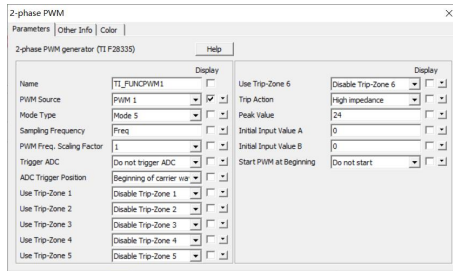 2-phase PWM
Parameters Other Info Color
2-phase PWM generator (TI F28335) Help
Display
Name TI_FUNCPWM1
PWM Source PWM 1
Mode Type Mode 5
Sampling Frequency Freq
PWM Freq. Scaling Factor 1
Trigger ADC Do not trigger ADC
ADC Trigger Position Beginning of carrier wav
Use Trip-Zone 1 Disable Trip-Zone 1
Use Trip-Zone 2 Disable Trip-Zone 2
Use Trip-Zone 3 Disable Trip-Zone 3
Use Trip-Zone 4 Disable Trip-Zone 4
Use Trip-Zone 5 Disable Trip-Zone 5
Display
Use Trip-Zone 6 Disable Trip-Zone 6
Trip Action High impedance
Peak Value 24
Initial Input Value A 0
Initial Input Value B 0
Start PWM at Beginning Do not start